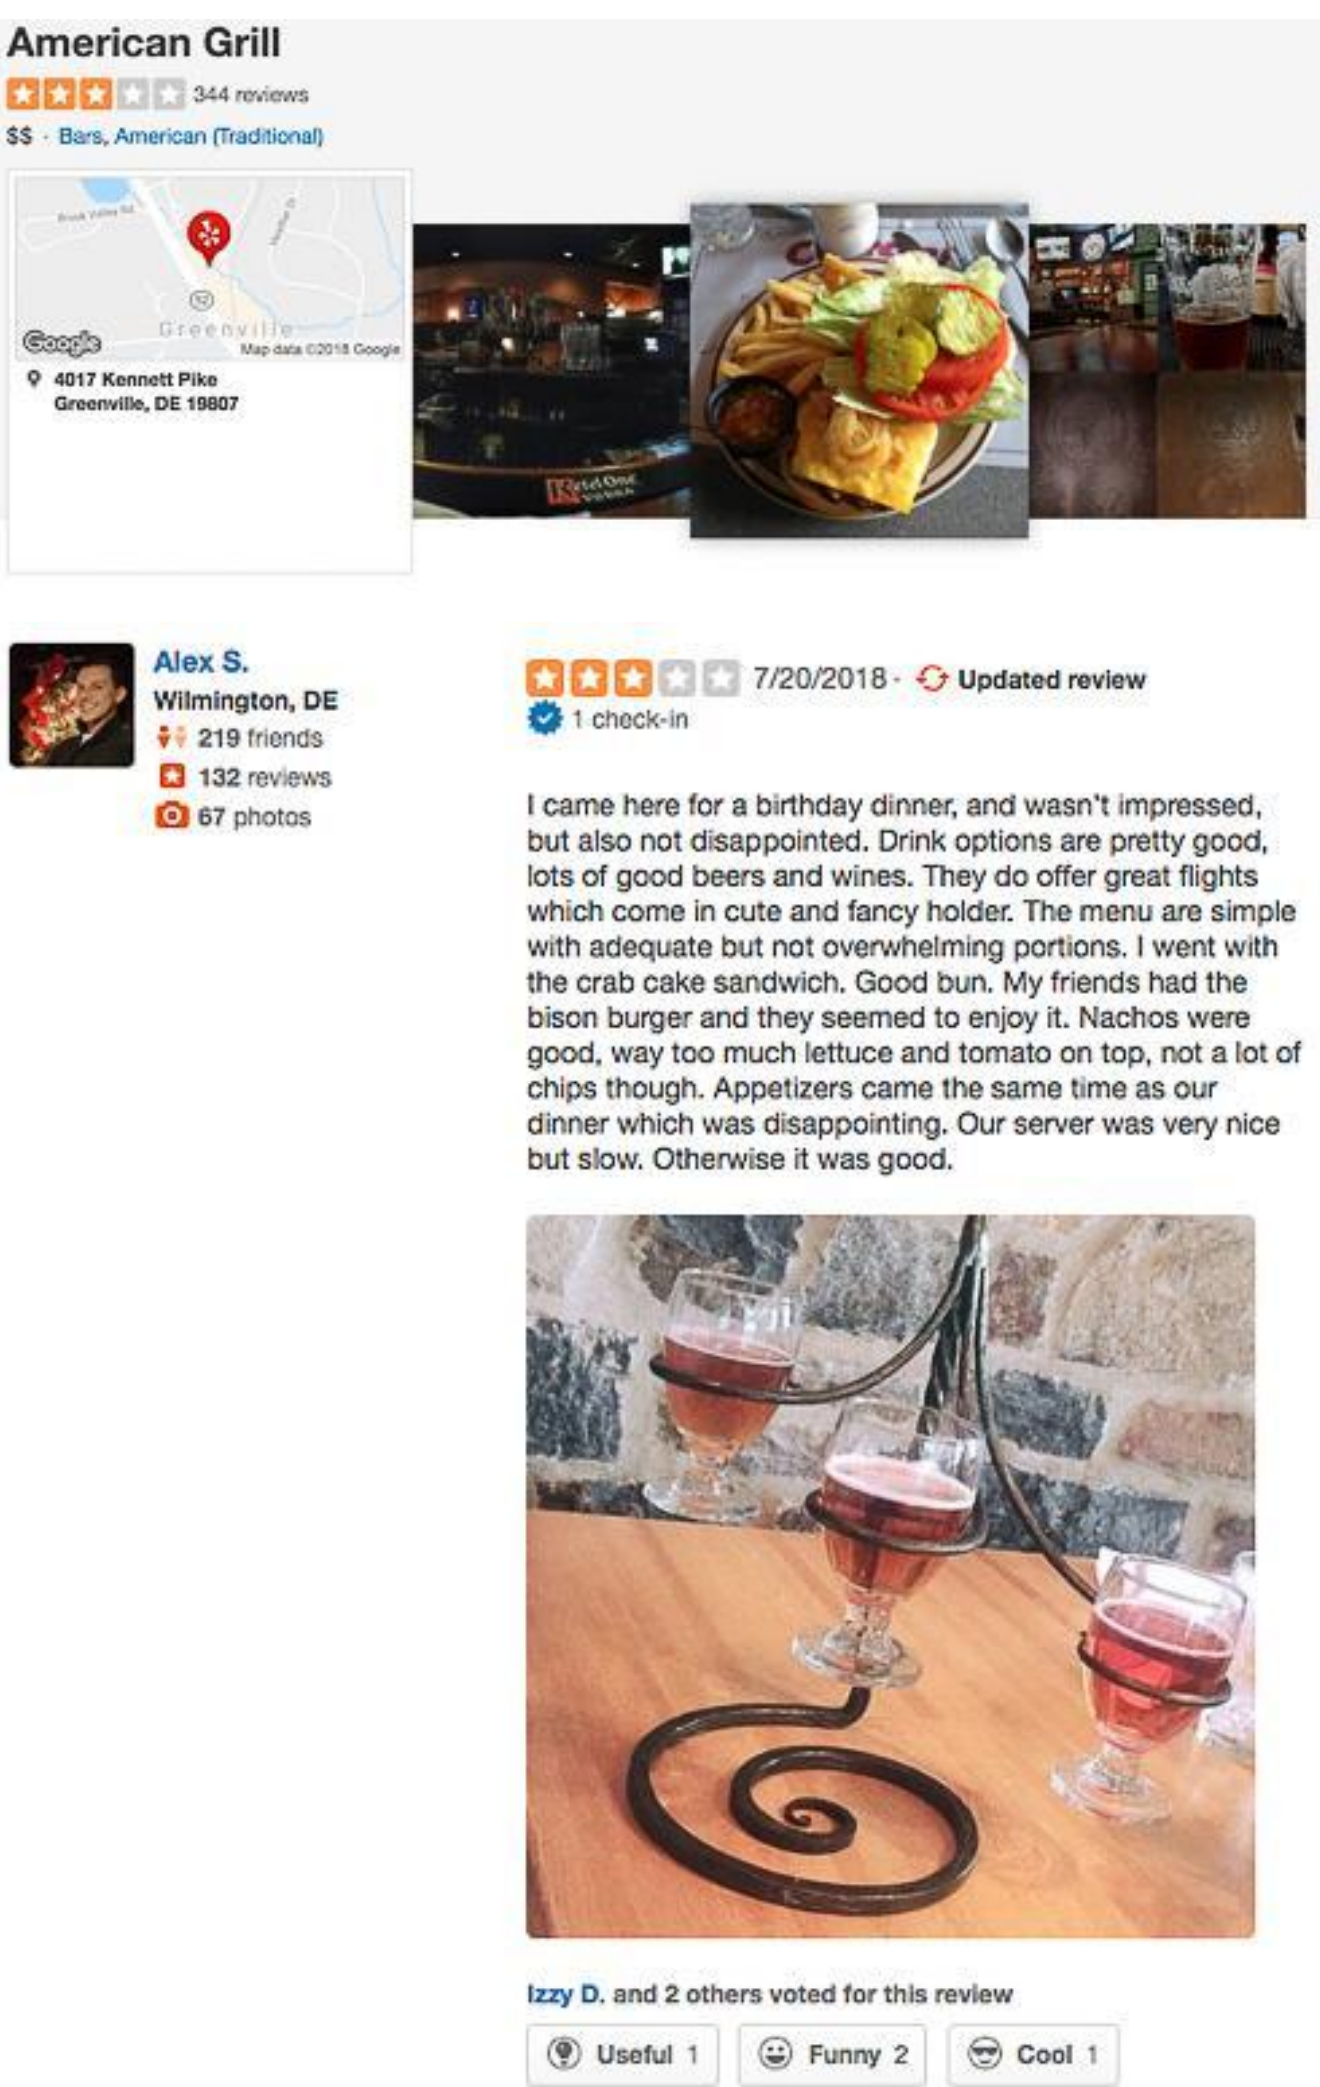 American Grill
344 reviews
$$ · Bars, American (Traditional)
Brook Valley Rd
52
Greenville
Google
Map data ©2018 Google
4017 Kennett Pike
Greenville, DE 19807
Ketel One
VODKA
Alex S.
Wilmington, DE
219 friends
132 reviews
67 photos
7/20/2018 · Updated review
1 check-in
I came here for a birthday dinner, and wasn't impressed,
but also not disappointed. Drink options are pretty good,
lots of good beers and wines. They do offer great flights
which come in cute and fancy holder. The menu are simple
with adequate but not overwhelming portions. I went with
the crab cake sandwich. Good bun. My friends had the
bison burger and they seemed to enjoy it. Nachos were
good, way too much lettuce and tomato on top, not a lot of
chips though. Appetizers came the same time as our
dinner which was disappointing. Our server was very nice
but slow. Otherwise it was good.
Izzy D. and 2 others voted for this review
Useful 1 Funny 2 Cool 1